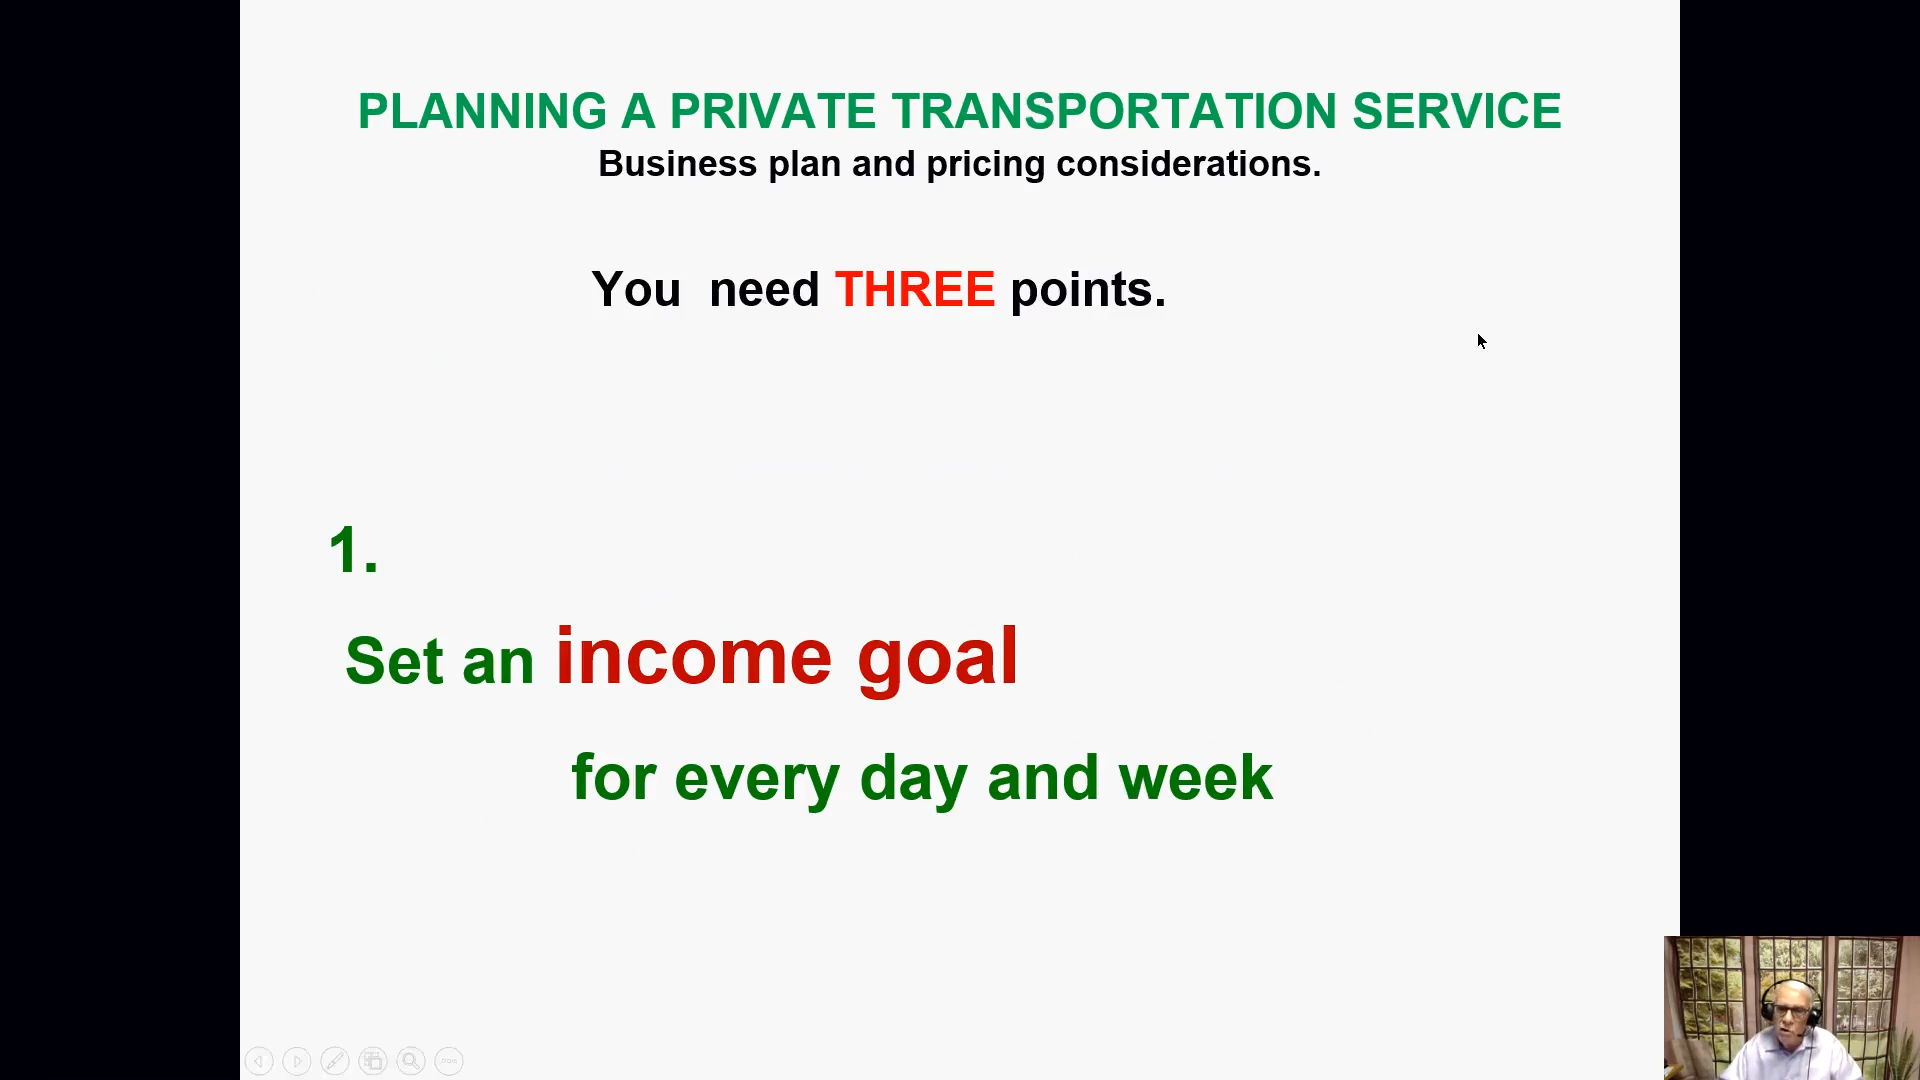 PLANNING A PRIVATE TRANSPORTATION SERVICE
Business plan and pricing considerations.
You  need THREE points.
1.
Set an income goal
for every day and week